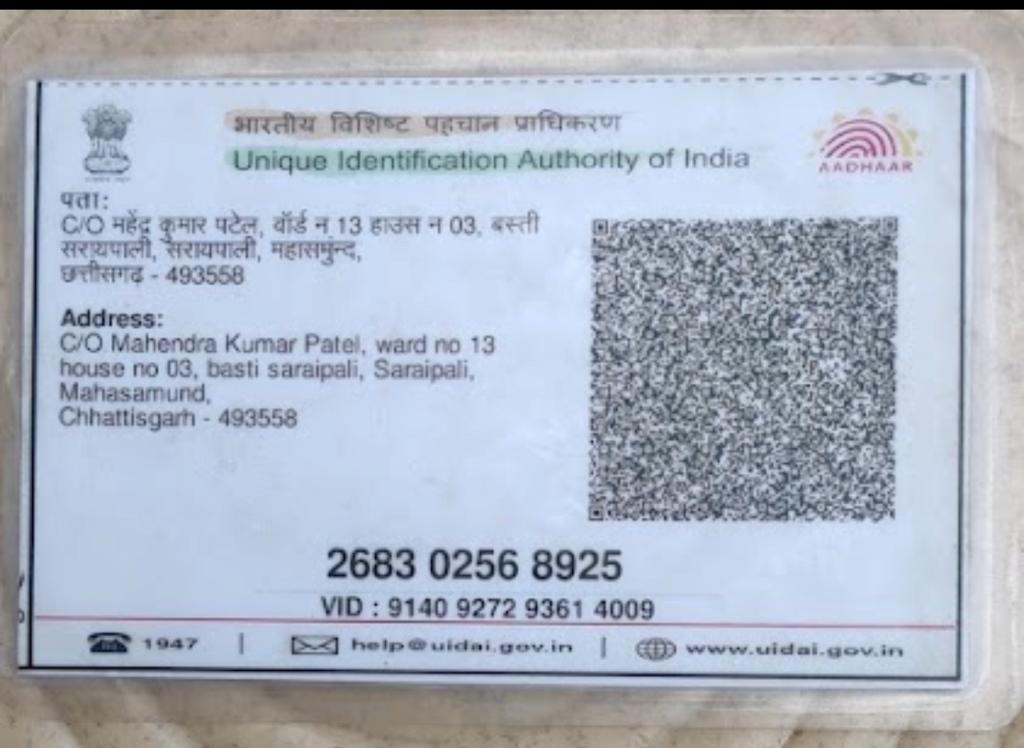 भारतीय विशिष्ट पहचान प्राधिकरण
Unique Identification Authority of India
AADHAAR
पता:
C/O महेंद्र कुमार पटेल, वॉर्ड न 13 हाउस न 03, बस्ती
सरायपाली, सरायपाली, महासमुन्द,
छत्तीसगढ़ - 493558
Address:
C/O Mahendra Kumar Patel, ward no 13
house no 03, basti saraipali, Saraipali,
Mahasamund,
Chhattisgarh - 493558
2683 0256 8925
VID : 9140 9272 9361 4009
1947 | help@uidai.gov.in | www.uidai.gov.in